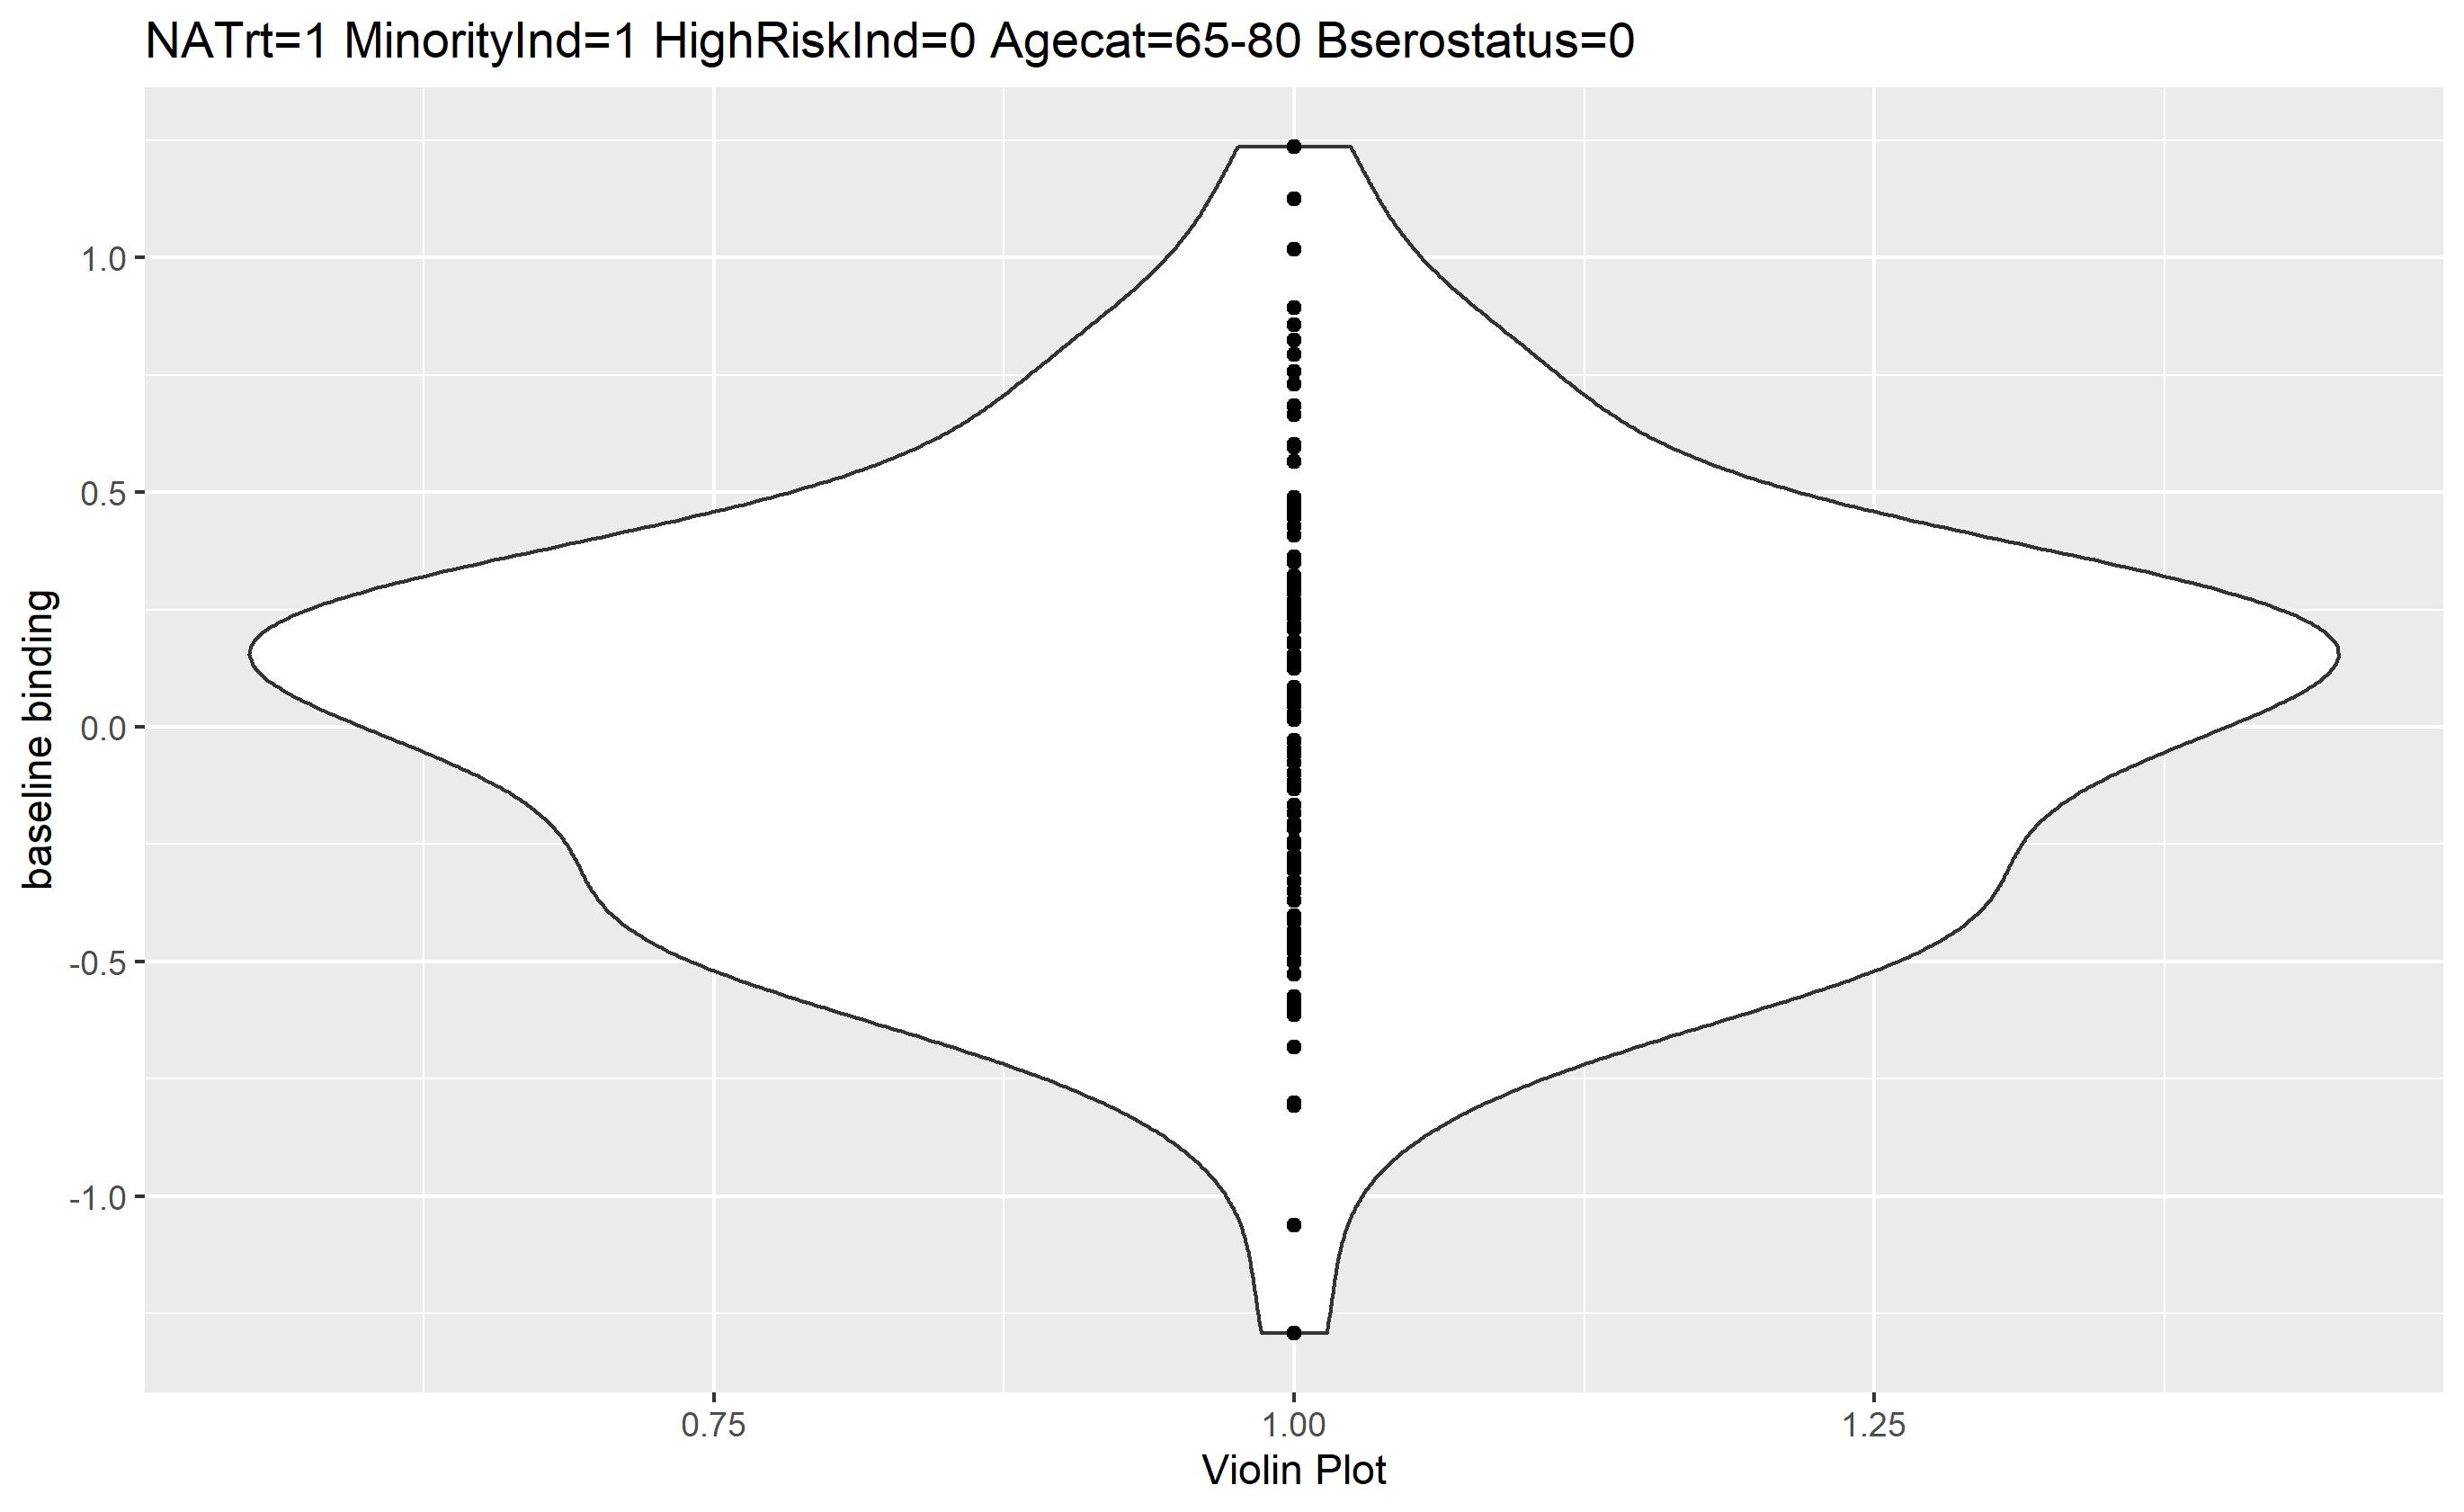 NATrt=1 MinorityInd=1 HighRiskInd=0 Agecat=65-80 Bserostatus=0
baseline binding
1.0
0.5
0.0
-0.5
-1.0
0.75 1.00 1.25
Violin Plot